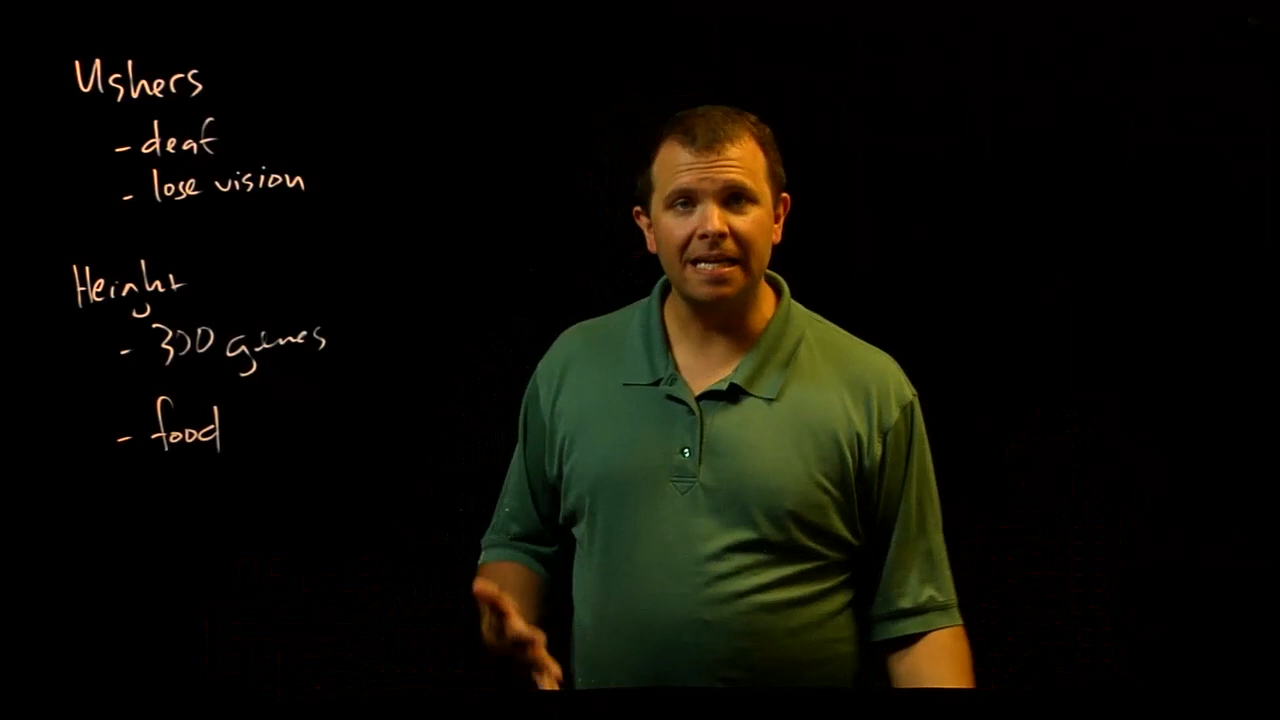 Ushers
- deaf
- lose vision
Height
- 300 genes
- food